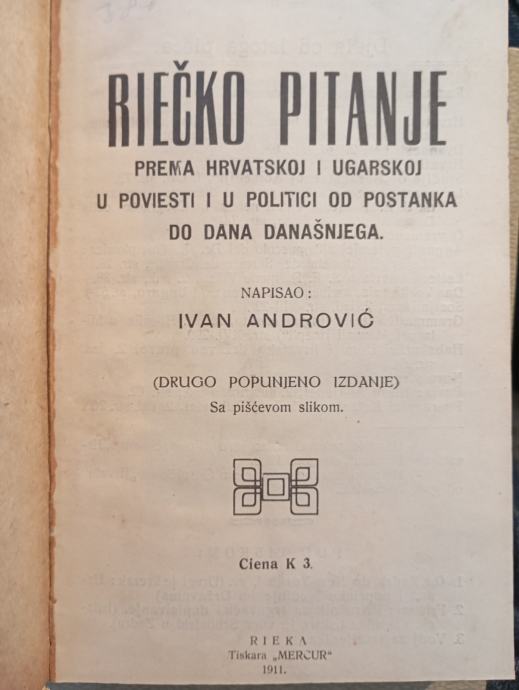 RIEČKO PITANJE
PREMA HRVATSKOJ I UGARSKOJ
U POVIESTI I U POLITICI OD POSTANKA
DO DANA DANAŠNJEGA.
NAPISAO:
IVAN ANDROVIĆ
(DRUGO POPUNJENO IZDANJE)
Sa piščevom slikom.
Ciena K 3.
RIEKA
Tiskara „MERCUR“
1911.